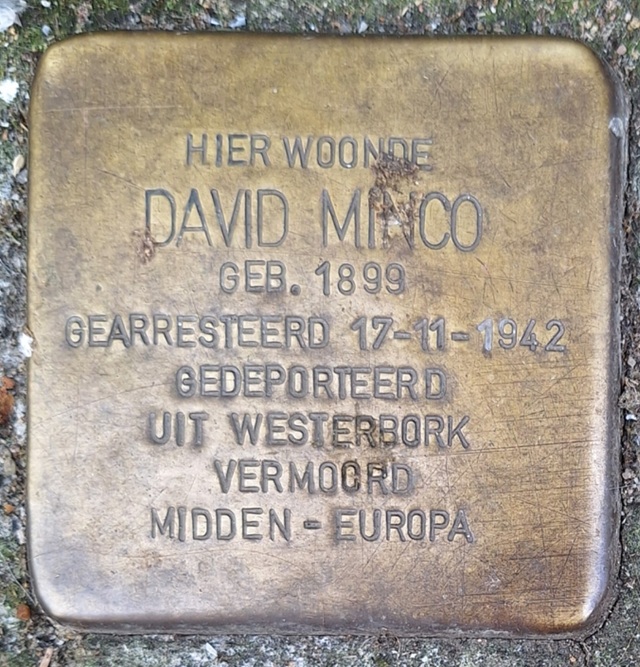 HIER WOONDE
DAVID MINCO
GEB. 1899
GEARRESTEERD 17-11-1942
GEDEPORTEERD
UIT WESTERBORK
VERMOORD
MIDDEN - EUROPA